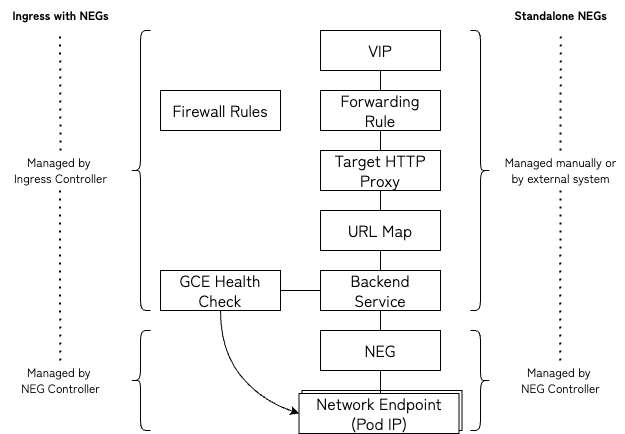 Ingress with NEGs
Standalone NEGs
VIP
Firewall Rules
Forwarding
Rule
Managed by
Ingress Controller
Target HTTP
Proxy
Managed manually or
by external system
URL Map
GCE Health
Check
Backend
Service
NEG
Managed by
NEG Controller
Managed by
NEG Controller
Network Endpoint
(Pod IP)